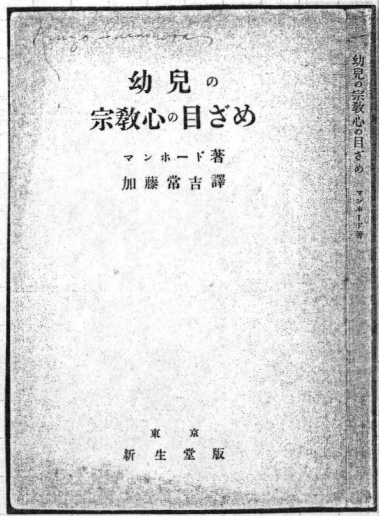 幼兒の
宗教心の目ざめ
マンホード著
加藤常吉譯
東京
新生堂版
幼兒の宗教心の目ざめ マンホード著